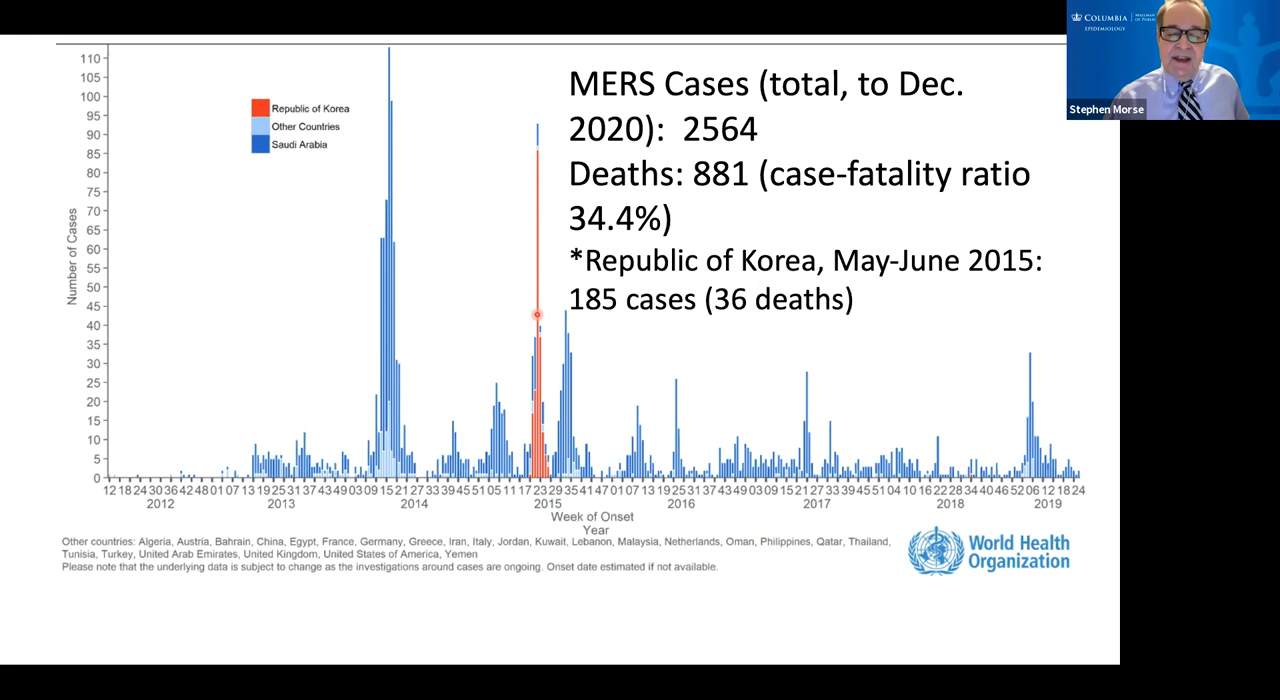 COLUMBIA
MAILMAN
EPIDEMIOLOGY
Stephen Morse
MERS Cases (total, to Dec.
2020): 2564
Deaths: 881 (case-fatality ratio
34.4%)
*Republic of Korea, May-June 2015:
185 cases (36 deaths)
Republic of Korea
Other Countries
Saudi Arabia
Number of Cases
110
105
100
95
90
85
80
75
70
65
60
55
50
45
40
35
30
25
20
15
10
5
0
12 18 24 30 36 42 48 01 07 13 19 25 31 37 43 49 03 09 15 21 27 33 39 45 51 05 11 17 23 29 35 41 47 01 07 13 19 25 31 37 43 49 03 09 15 21 27 33 39 45 51 04 10 16 22 28 34 40 46 52 06 12 18 24
2012 2013 2014 2015 2016 2017 2018 2019
Week of Onset
Year
Other countries: Algeria, Austria, Bahrain, China, Egypt, France, Germany, Greece, Iran, Italy, Jordan, Kuwait, Lebanon, Malaysia, Netherlands, Oman, Philippines, Qatar, Thailand,
Tunisia, Turkey, United Arab Emirates, United Kingdom, United States of America, Yemen
Please note that the underlying data is subject to change as the investigations around cases are ongoing. Onset date estimated if not available.
World Health
Organization